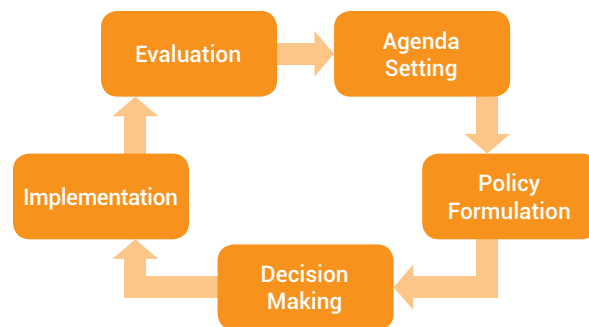 Evaluation
Agenda
Setting
Policy
Formulation
Decision
Making
Implementation